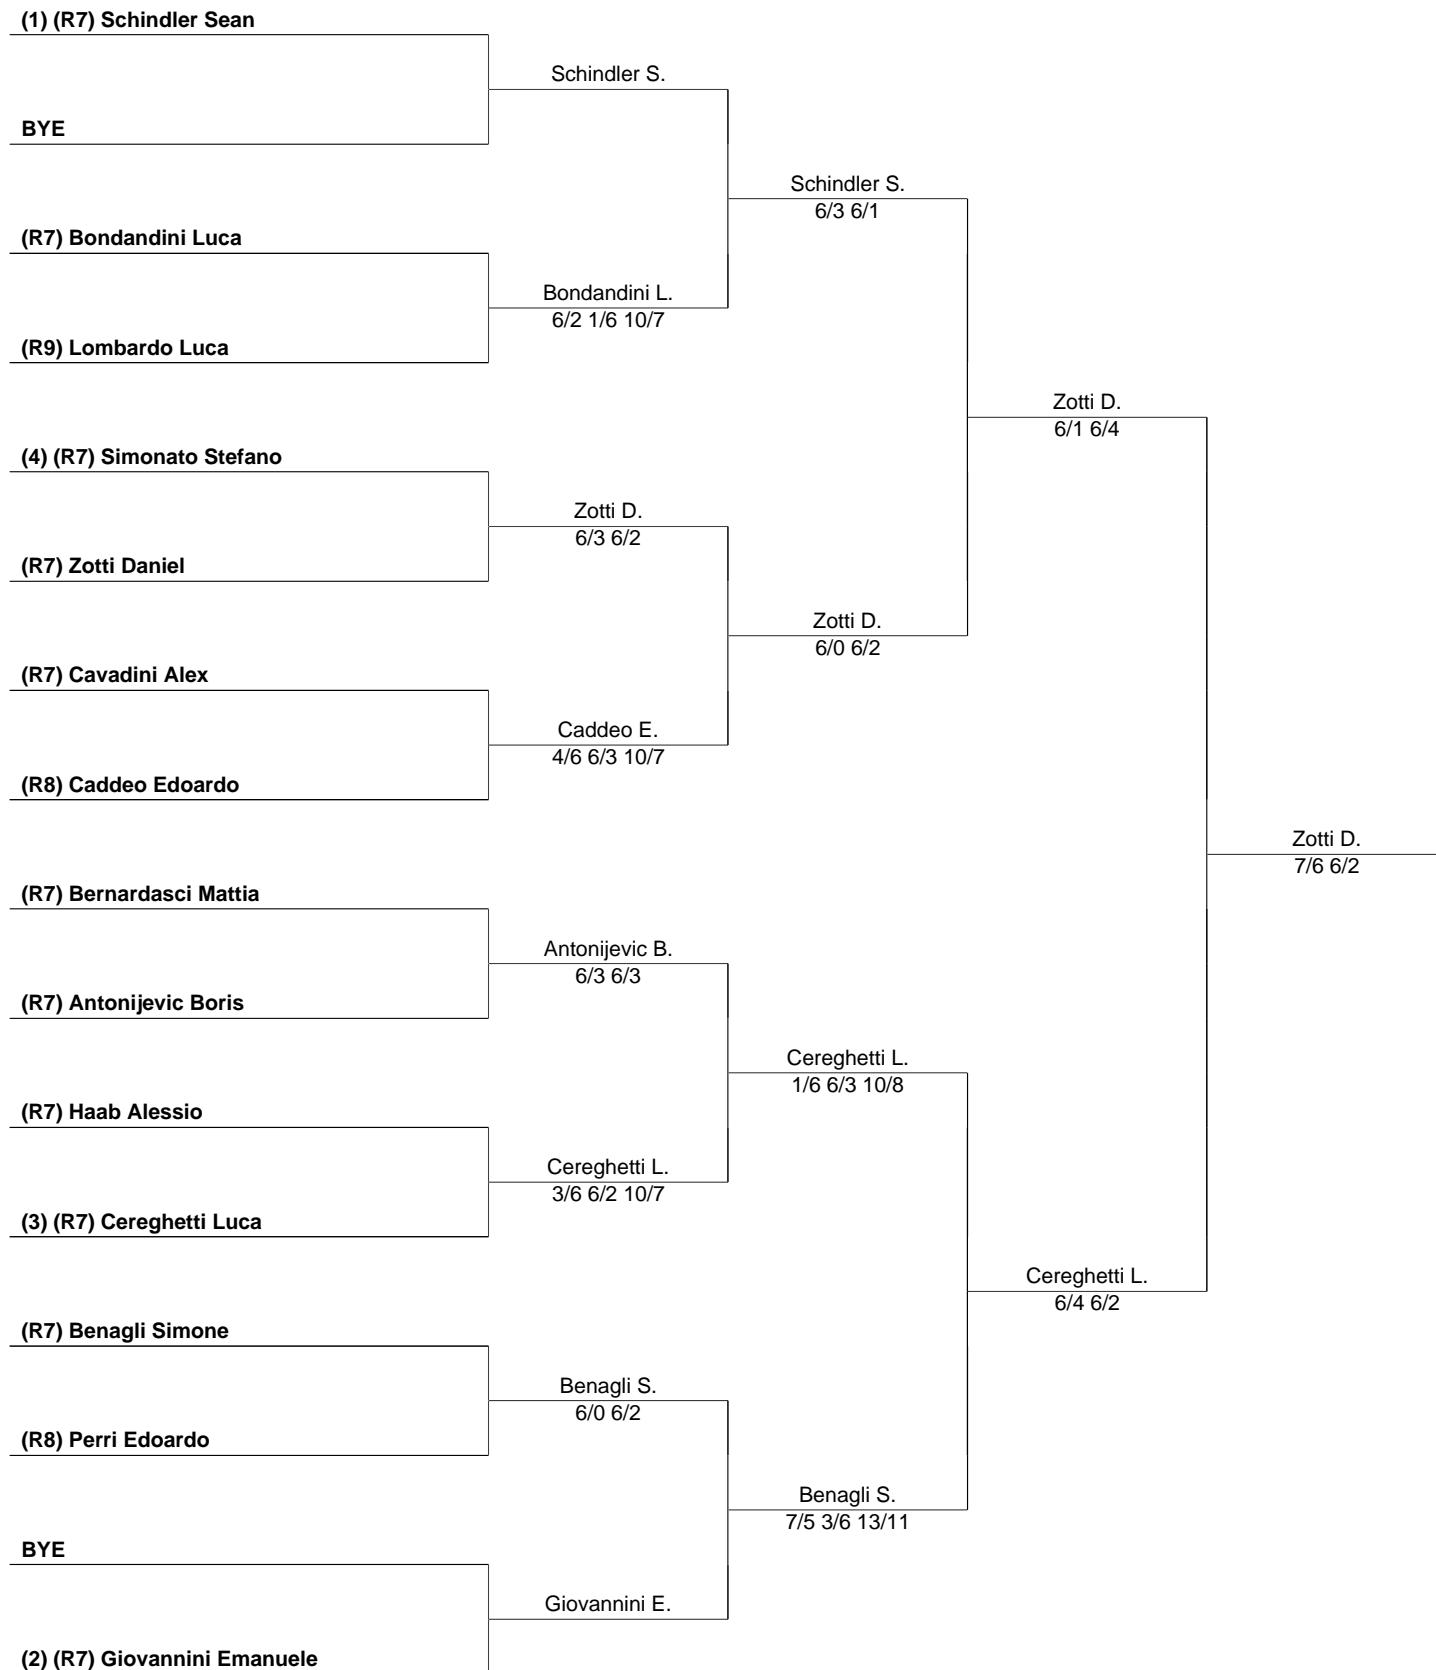 (1) (R7) Schindler Sean
Schindler S.
BYE
Schindler S.
6/3 6/1
(R7) Bondandini Luca
Bondandini L.
6/2 1/6 10/7
(R9) Lombardo Luca
Zotti D.
6/1 6/4
(4) (R7) Simonato Stefano
Zotti D.
6/3 6/2
(R7) Zotti Daniel
Zotti D.
6/0 6/2
(R7) Cavadini Alex
Caddeo E.
4/6 6/3 10/7
(R8) Caddeo Edoardo
Zotti D.
7/6 6/2
(R7) Bernardasci Mattia
Antonijevic B.
6/3 6/3
(R7) Antonijevic Boris
Cereghetti L.
1/6 6/3 10/8
(R7) Haab Alessio
Cereghetti L.
3/6 6/2 10/7
(3) (R7) Cereghetti Luca
Cereghetti L.
6/4 6/2
(R7) Benagli Simone
Benagli S.
6/0 6/2
(R8) Perri Edoardo
Benagli S.
7/5 3/6 13/11
BYE
Giovannini E.
(2) (R7) Giovannini Emanuele